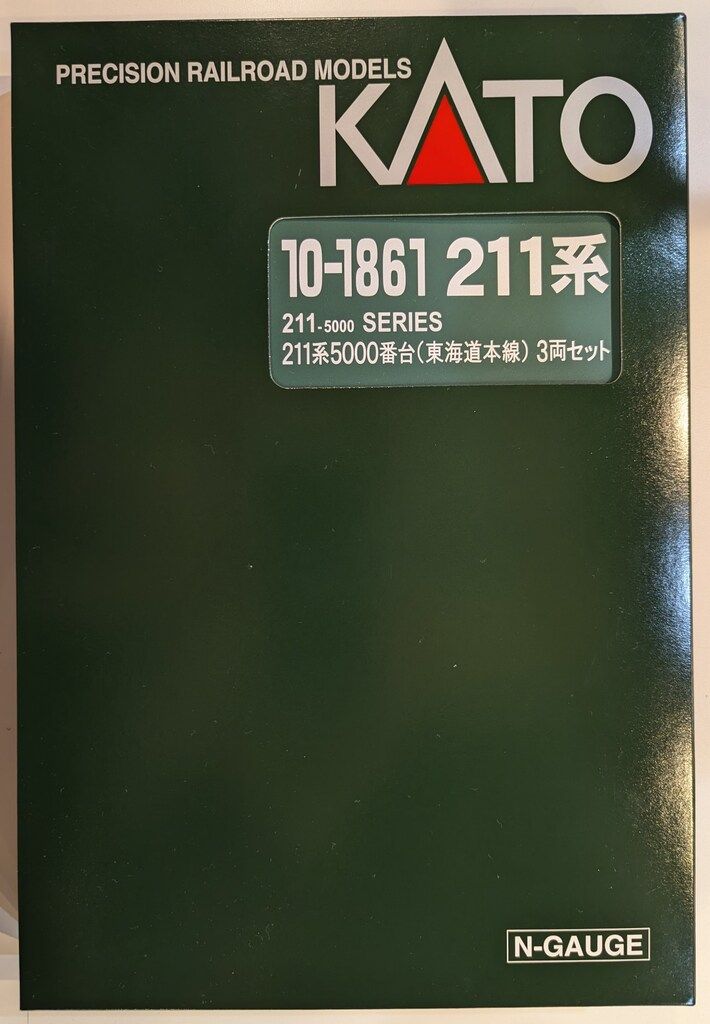 PRECISION RAILROAD MODELS
KATO
10-1861 211系
211-5000 SERIES
211系5000番台(東海道本線) 3両セット
N-GAUGE